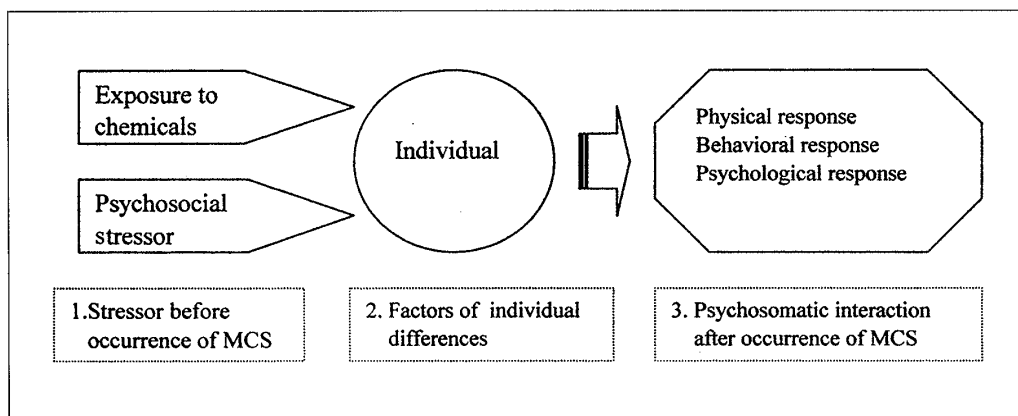 Exposure to
chemicals
Psychosocial
stressor
Individual
Physical response
Behavioral response
Psychological response
1.Stressor before
occurrence of MCS
2. Factors of individual
differences
3. Psychosomatic interaction
after occurrence of MCS